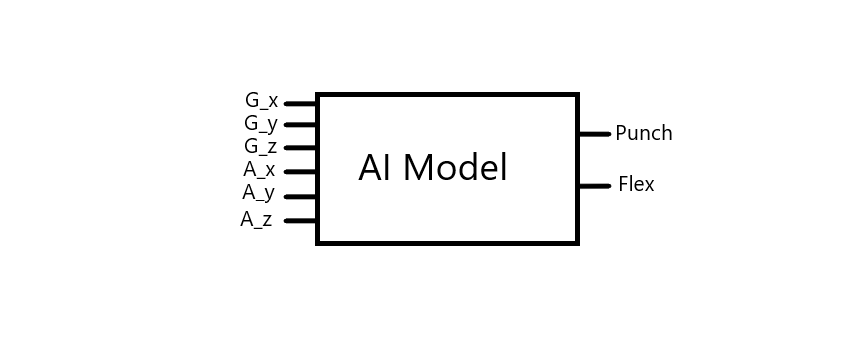 G_x
G_y
G_z
A_x
A_y
A_z
AI Model
Punch
Flex